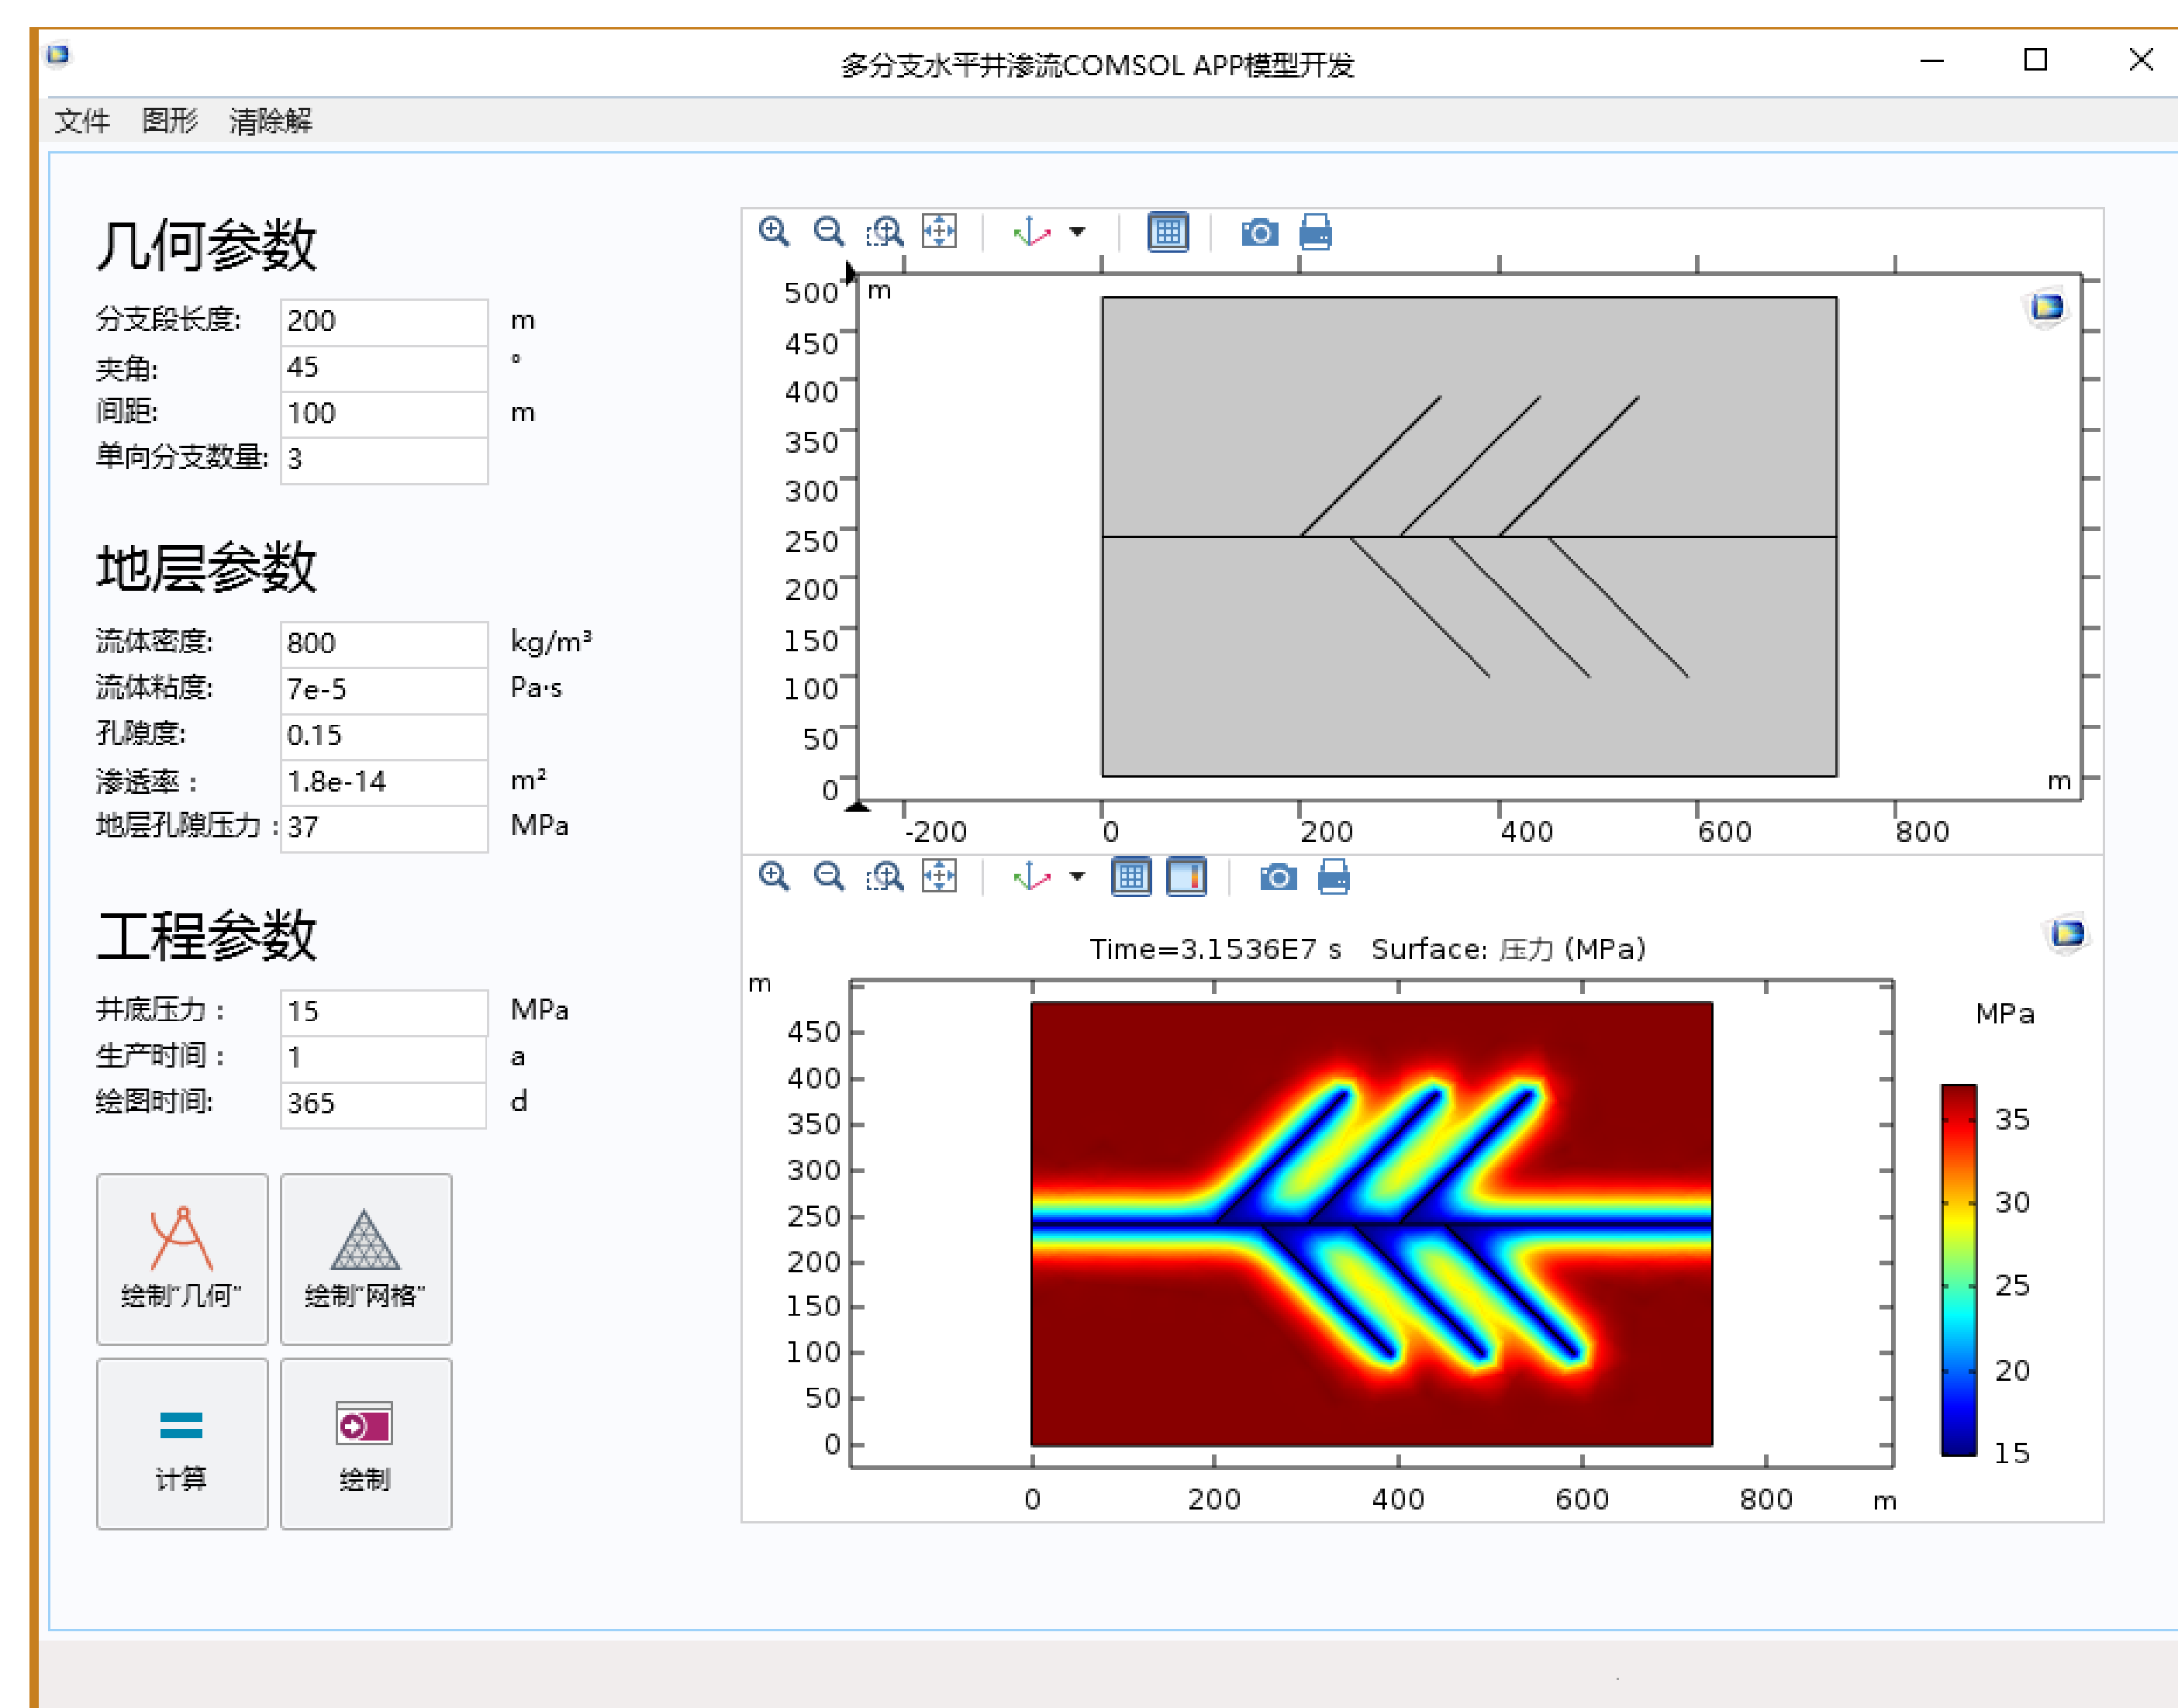 多分支水平井渗流COMSOL APP模型开发
文件 图形 清除解
几何参数
分支段长度: 200 m
夹角: 45 °
间距: 100 m
单向分支数量: 3
地层参数
流体密度: 800 kg/m³
流体粘度: 7e-5 Pa·s
孔隙度: 0.15
渗透率： 1.8e-14 m²
地层孔隙压力： 37 MPa
工程参数
井底压力： 15 MPa
生产时间： 1 a
绘图时间: 365 d
绘制"几何" 绘制"网格"
计算 绘制
m
500
450
400
350
300
250
200
150
100
50
0
m
-200 0 200 400 600 800
Time=3.1536E7 s Surface: 压力 (MPa)
m
450
400
350
300
250
200
150
100
50
0
0 200 400 600 800 m
MPa
35
30
25
20
15